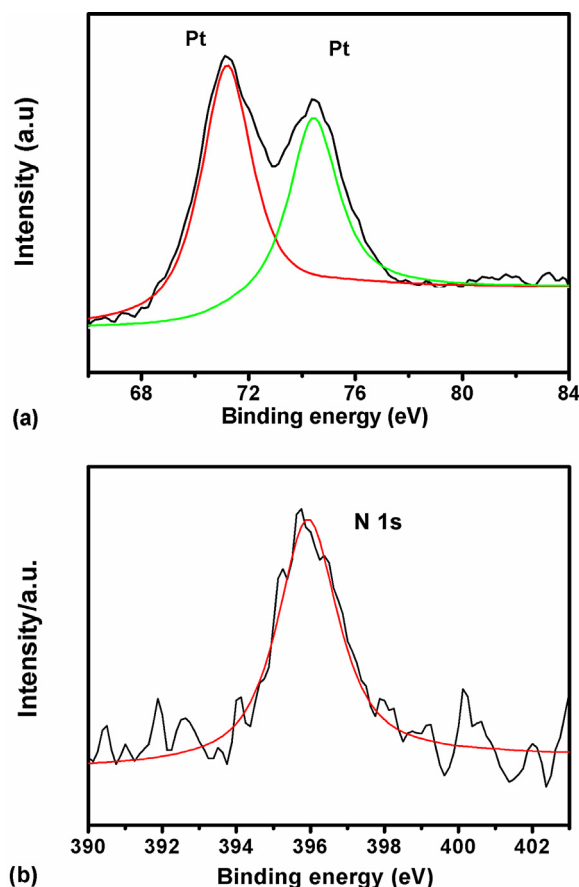 Pt
Pt
Intensity (a.u)
68 72 76 80 84
Binding energy (eV)
(a)
N 1s
Intensity/a.u.
390 392 394 396 398 400 402
Binding energy (eV)
(b)